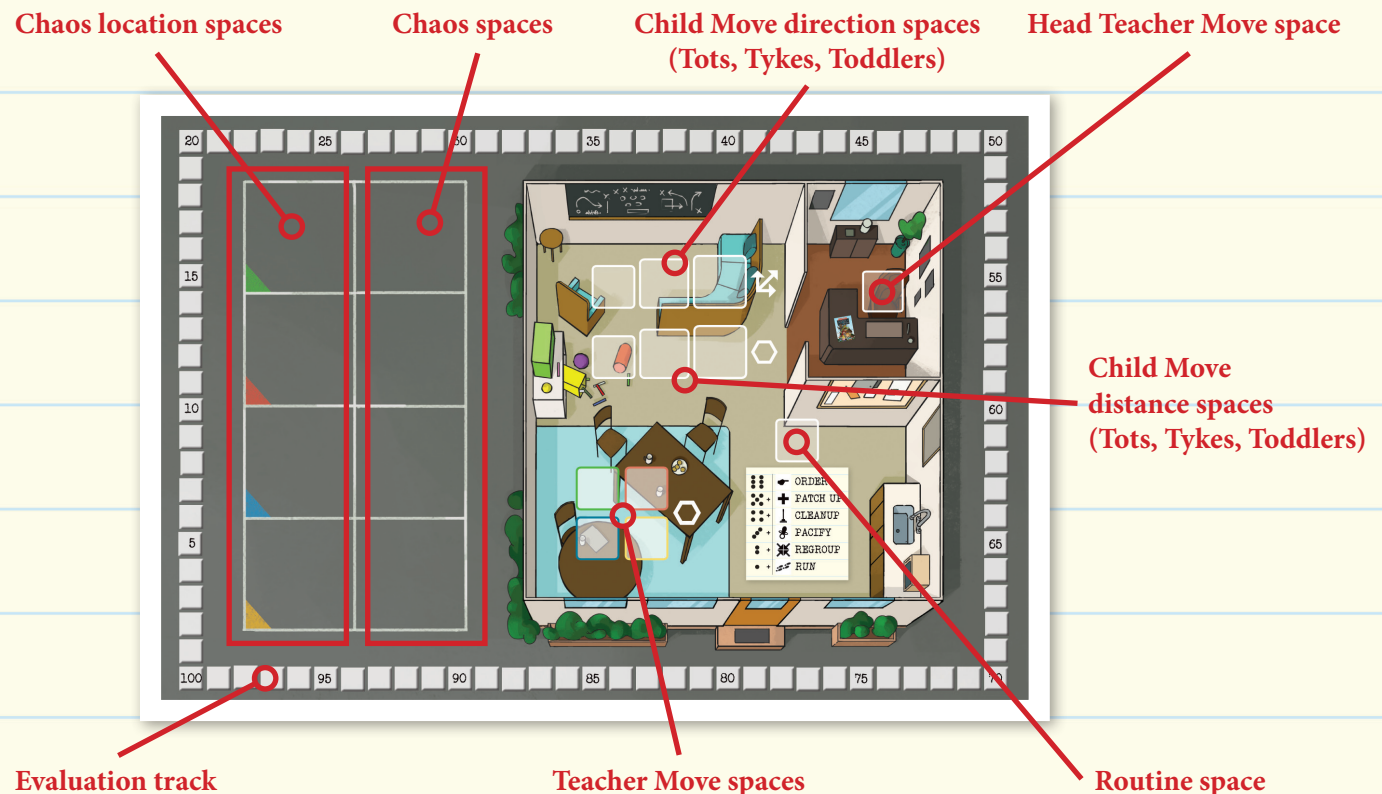 Chaos location spaces
Chaos spaces
Child Move direction spaces
(Tots, Tykes, Toddlers)
Head Teacher Move space
20
25
30
35
40
45
50
15
55
Child Move
distance spaces
(Tots, Tykes, Toddlers)
10
60
ORDER
PATCH UP
CLEANUP
PACIFY
REGROUP
RUN
5
65
100
95
90
85
80
75
70
Evaluation track
Teacher Move spaces
Routine space